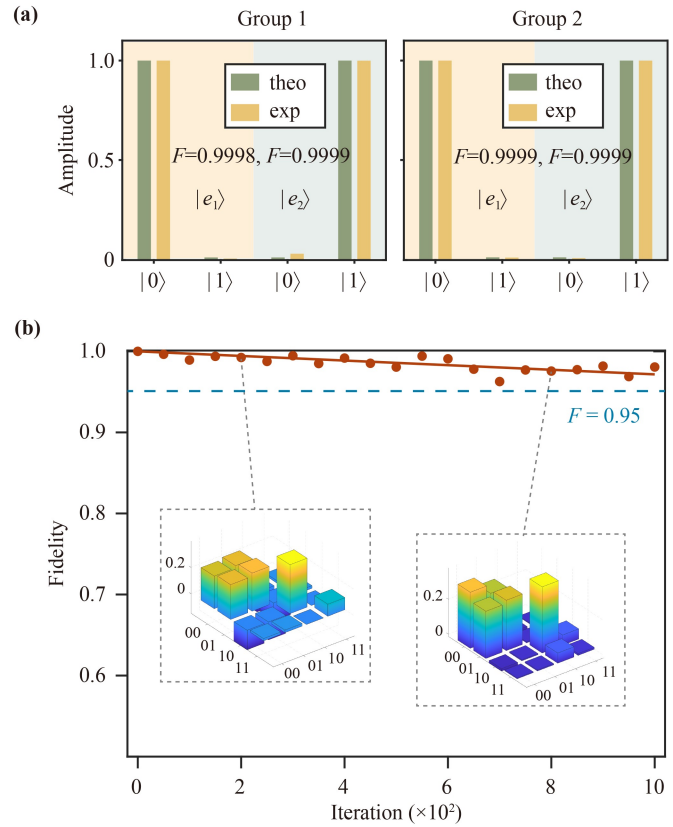 (a)
Group 1
Group 2
Amplitude
1.0
0.5
0
theo
exp
F=0.9998, F=0.9999
|e₁⟩
|e₂⟩
|0⟩
|1⟩
|0⟩
|1⟩
theo
exp
F=0.9999, F=0.9999
|e₁⟩
|e₂⟩
|0⟩
|1⟩
|0⟩
|1⟩
(b)
Fidelity
1.0
0.9
0.8
0.7
0.6
F = 0.95
0.2
0
00
01
10
11
00
01
10
11
0.2
0
00
01
10
11
00
01
10
11
0
2
4
6
8
10
Iteration (×10²)